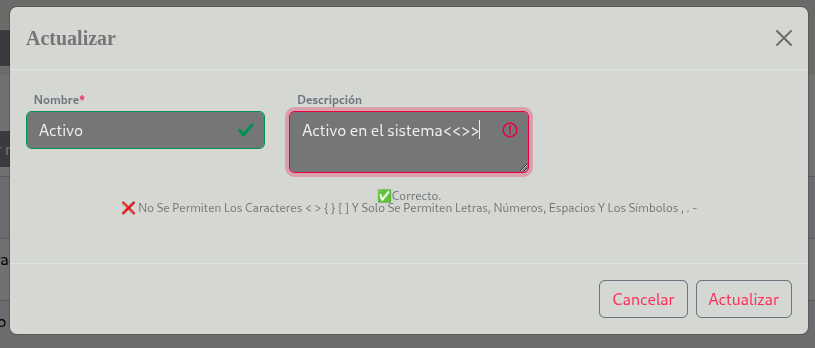 Actualizar
Nombre*
Descripción
Activo
Activo en el sistema<<>>
✅Correcto.
❌ No Se Permiten Los Caracteres < > { } [ ] Y Solo Se Permiten Letras, Números, Espacios Y Los Símbolos , . -
Cancelar
Actualizar